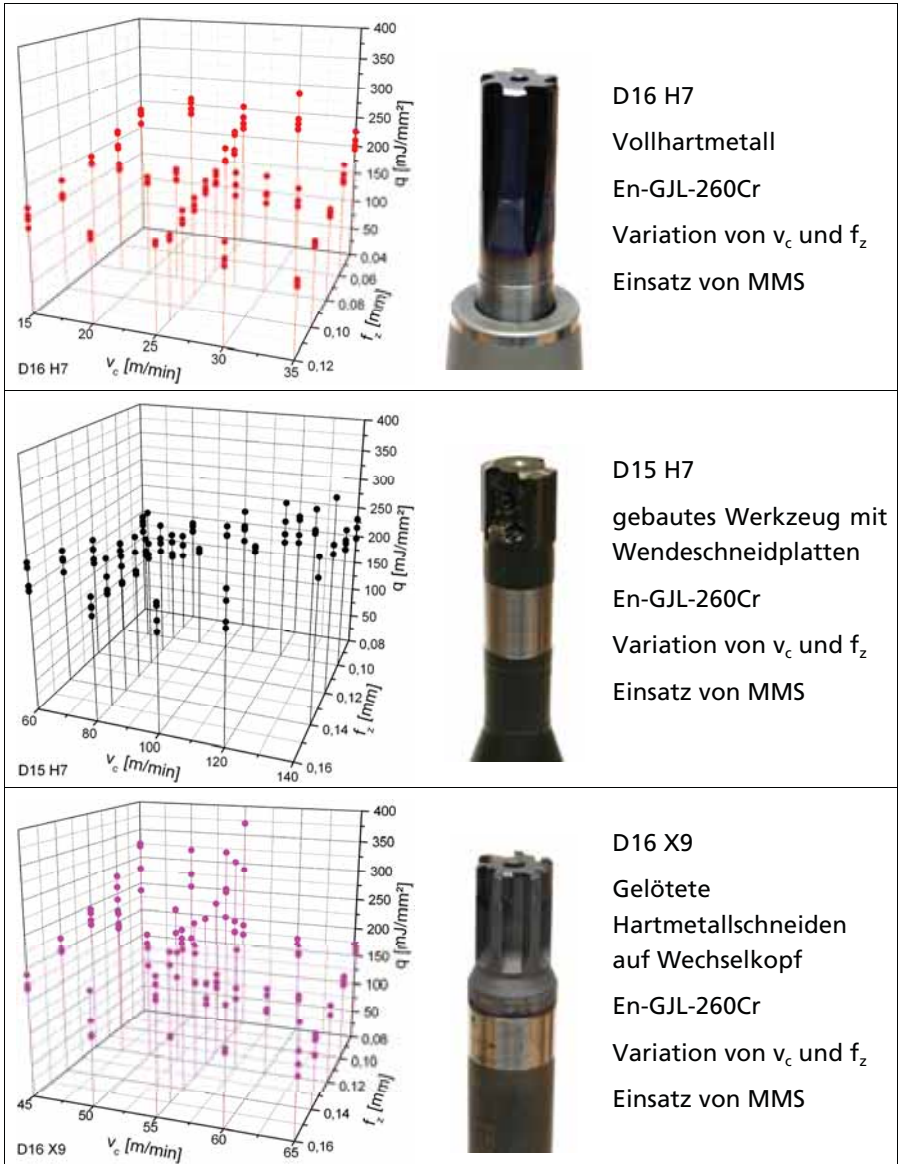 400
350
300
250
200
150
100
50
0.04
0.06
0.08
0,10
0,12
q [mJ/mm²]
f_z [mm]
15
20
25
30
35
v_c [m/min]
D16 H7
D16 H7
Vollhartmetall
En-GJL-260Cr
Variation von v_c und f_z
Einsatz von MMS
400
350
300
250
200
150
100
50
0,08
0,10
0,12
0,14
0,16
q [mJ/mm²]
f_z [mm]
60
80
100
120
140
v_c [m/min]
D15 H7
D15 H7
gebautes Werkzeug mit
Wendeschneidplatten
En-GJL-260Cr
Variation von v_c und f_z
Einsatz von MMS
400
350
300
250
200
150
100
50
0,08
0,10
0,12
0,14
0,16
q [mJ/mm²]
f_z [mm]
45
50
55
60
65
v_c [m/min]
D16 X9
D16 X9
Gelötete
Hartmetallschneiden
auf Wechselkopf
En-GJL-260Cr
Variation von v_c und f_z
Einsatz von MMS